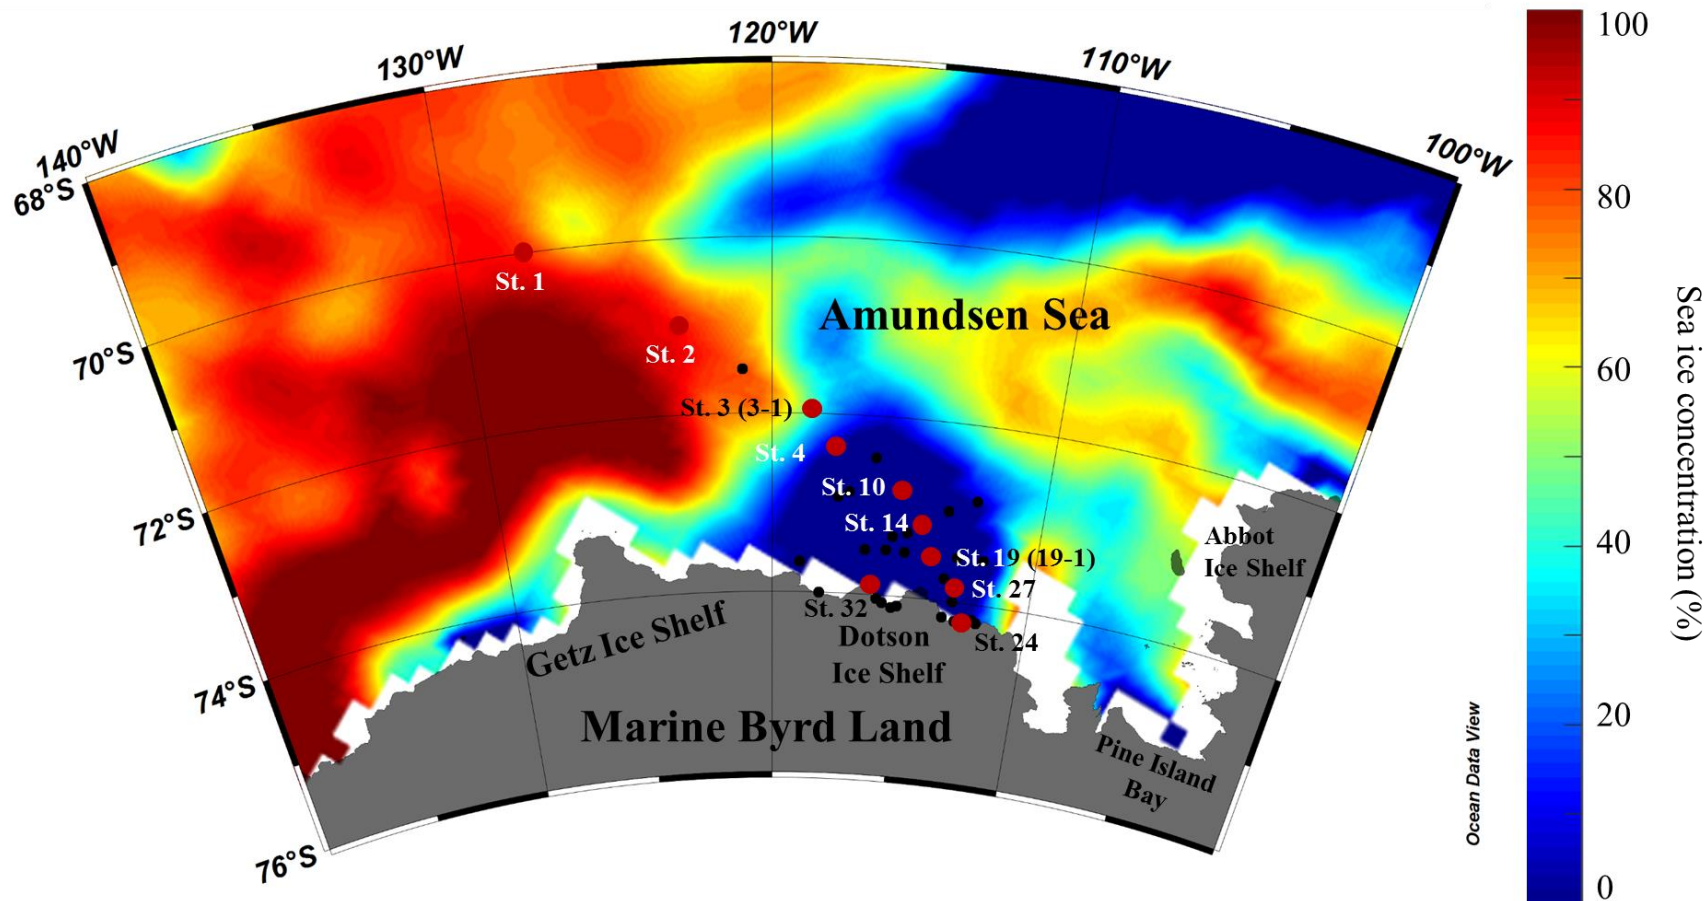 120°W
130°W
110°W
140°W
100°W
68°S
70°S
72°S
74°S
76°S
St. 1
St. 2
Amundsen Sea
St. 3 (3-1)
St. 4
St. 10
St. 14
St. 19 (19-1)
St. 27
St. 32
St. 24
Abbot
Ice Shelf
Getz Ice Shelf
Dotson
Ice Shelf
Marine Byrd Land
Pine Island
Bay
Ocean Data View
100
80
60
40
20
0
Sea ice concentration (%)